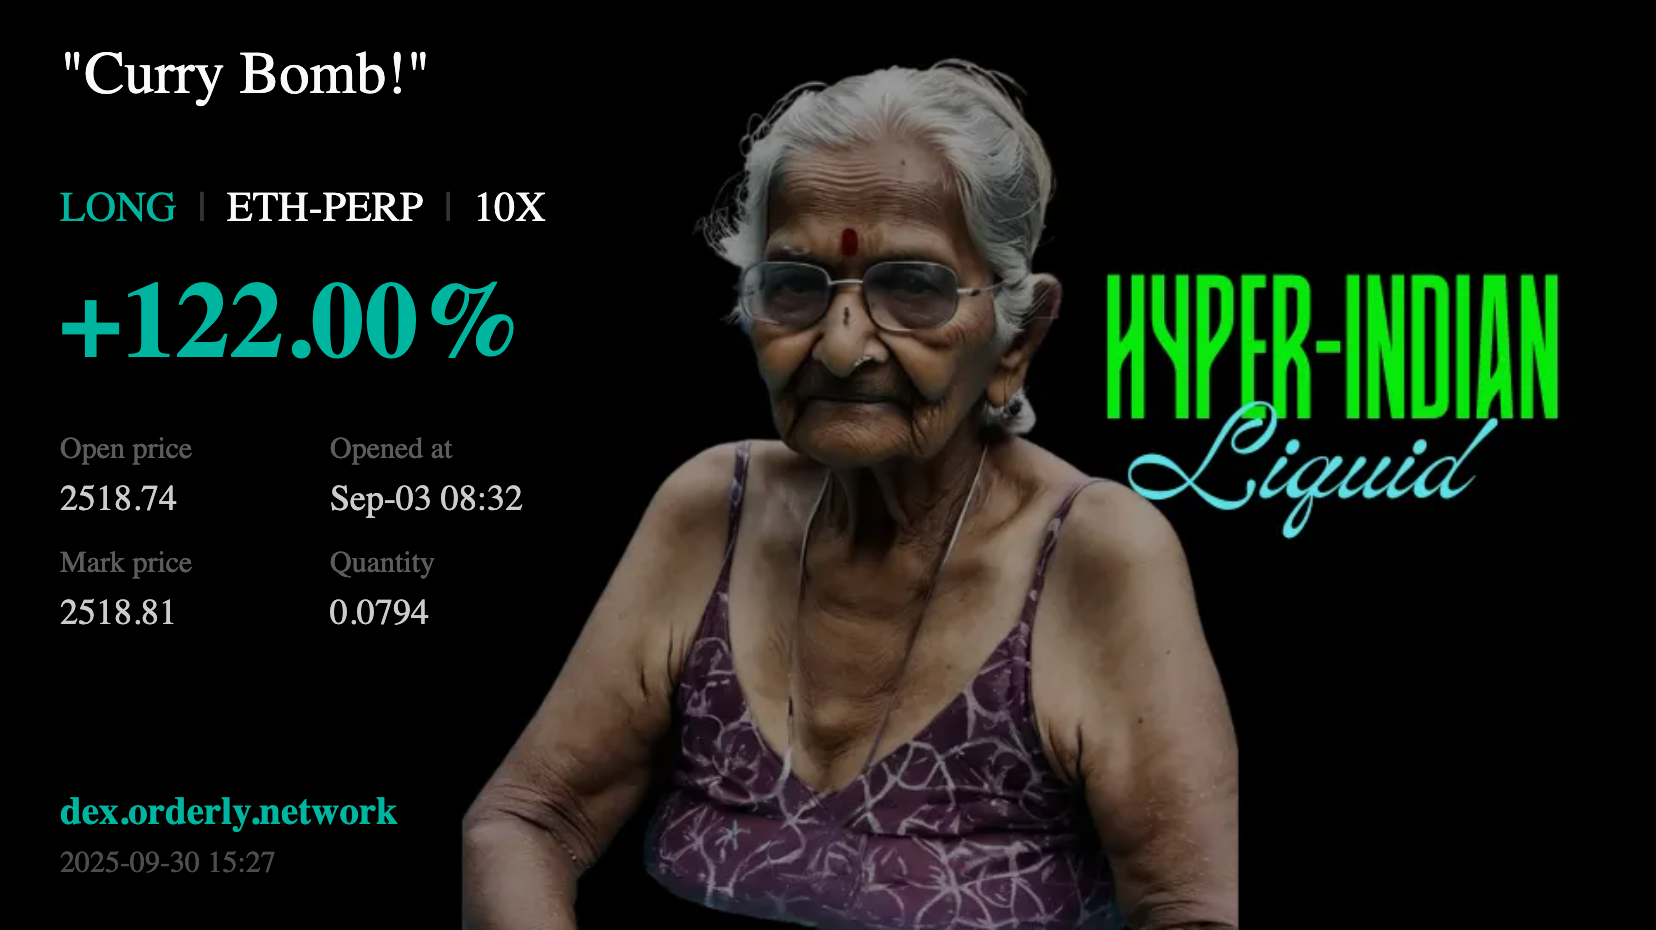 "Curry Bomb!"
LONG | ETH-PERP | 10X
+122.00%
Open price Opened at
2518.74 Sep-03 08:32
Mark price Quantity
2518.81 0.0794
HYPER-INDIAN
Liquid
dex.orderly.network
2025-09-30 15:27